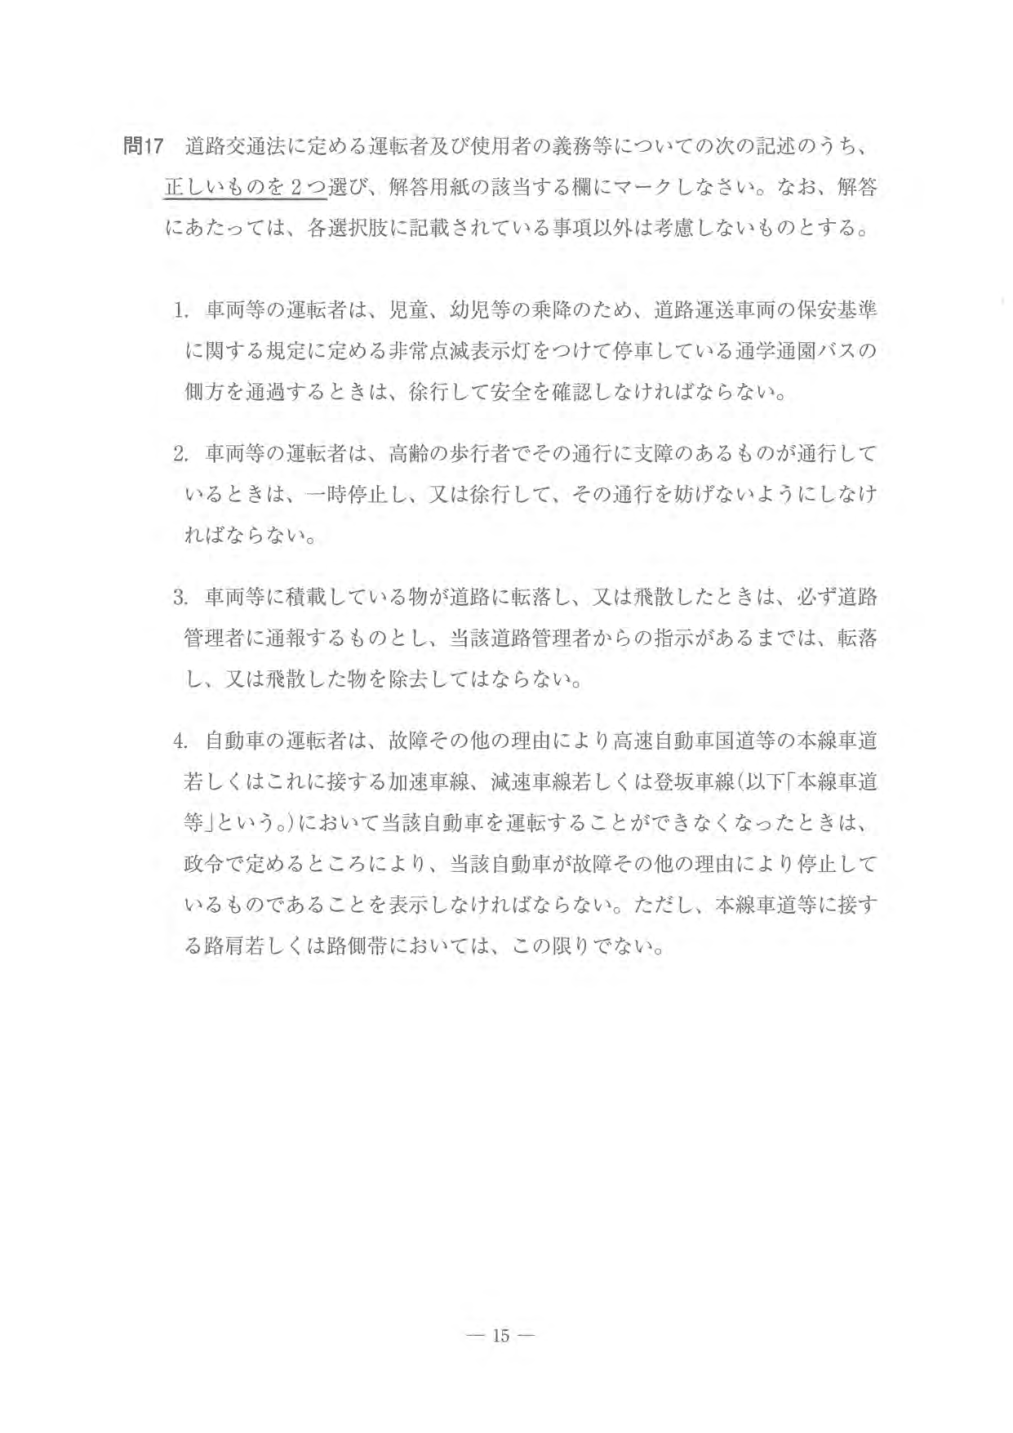 問17 道路交通法に定める運転者及び使用者の義務等についての次の記述のうち、
正しいものを2つ選び、解答用紙の該当する欄にマークしなさい。なお、解答
にあたっては、各選択肢に記載されている事項以外は考慮しないものとする。
1. 車両等の運転者は、児童、幼児等の乗降のため、道路運送車両の保安基準
に関する規定に定める非常点滅表示灯をつけて停車している通学通園バスの
側方を通過するときは、徐行して安全を確認しなければならない。
2. 車両等の運転者は、高齢の歩行者でその通行に支障のあるものが通行して
いるときは、一時停止し、又は徐行して、その通行を妨げないようにしなけ
ればならない。
3. 車両等に積載している物が道路に転落し、又は飛散したときは、必ず道路
管理者に通報するものとし、当該道路管理者からの指示があるまでは、転落
し、又は飛散した物を除去してはならない。
4. 自動車の運転者は、故障その他の理由により高速自動車国道等の本線車道
若しくはこれに接する加速車線、減速車線若しくは登坂車線(以下「本線車道
等」という。)において当該自動車を運転することができなくなったときは、
政令で定めるところにより、当該自動車が故障その他の理由により停止して
いるものであることを表示しなければならない。ただし、本線車道等に接す
る路肩若しくは路側帯においては、この限りでない。
— 15 —